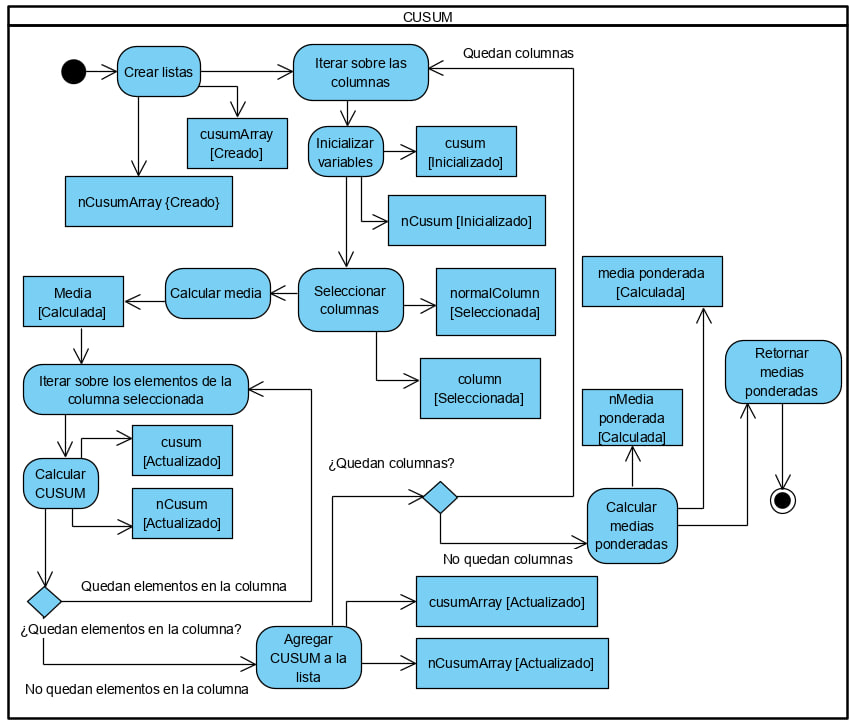 CUSUM
Quedan columnas
Crear listas
Iterar sobre las
columnas
cusumArray
[Creado]
Inicializar
variables
cusum
[Inicializado]
nCusumArray {Creado}
nCusum [Inicializado]
Media
[Calculada]
Calcular media
Seleccionar
columnas
normalColumn
[Seleccionada]
media ponderada
[Calculada]
column
[Seleccionada]
Retornar
medias
ponderadas
Iterar sobre los elementos de la
columna seleccionada
nMedia
ponderada
[Calculada]
cusum
[Actualizado]
Calcular
CUSUM
nCusum
[Actualizado]
¿Quedan columnas?
Calcular
medias
ponderadas
No quedan columnas
Quedan elementos en la columna
¿Quedan elementos en la columna?
cusumArray [Actualizado]
Agregar
CUSUM a la
lista
nCusumArray [Actualizado]
No quedan elementos en la columna